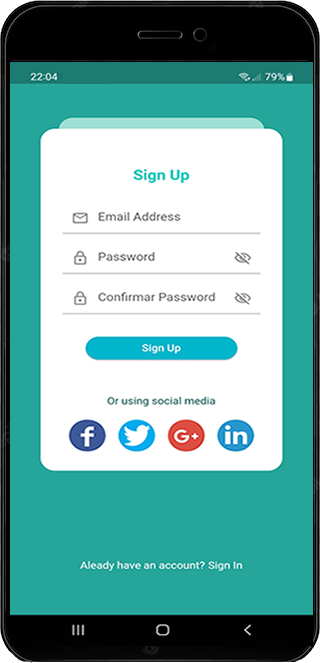 22:04 79%
Sign Up
Email Address
Password
Confirmar Password
Sign Up
Or using social media
f G+ in
Aleady have an account? Sign In